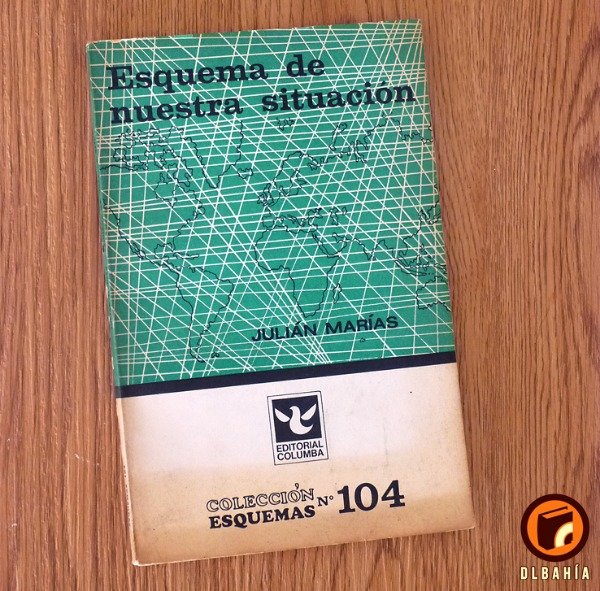 Esquema de
nuestra situación
JULIÁN MARÍAS
EDITORIAL
COLUMBA
COLECCIÓN
ESQUEMAS Nº 104
DLBAHÍA